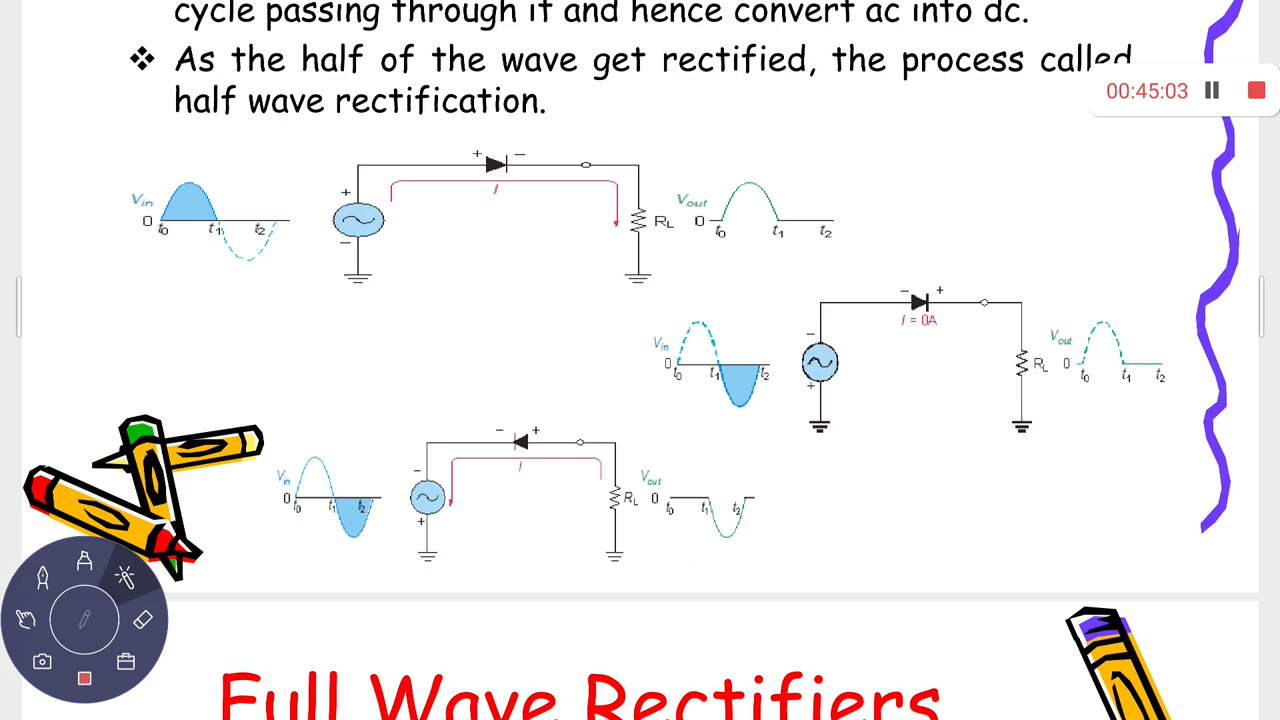 cycle passing through it and hence convert ac into dc.
❖ As the half of the wave get rectified, the process called
half wave rectification.
00:45:03
+ −
Vin
0
t0 t1 t2
+
−
I
RL
Vout
0
t0 t1 t2
− +
I = 0A
Vin
0
t0 t1 t2
−
+
RL
Vout
0
t0 t1 t2
− +
Vin
0
t0 t1 t2
−
+
I
RL
Vout
0
t0 t1 t2
Full Wave Rectifiers